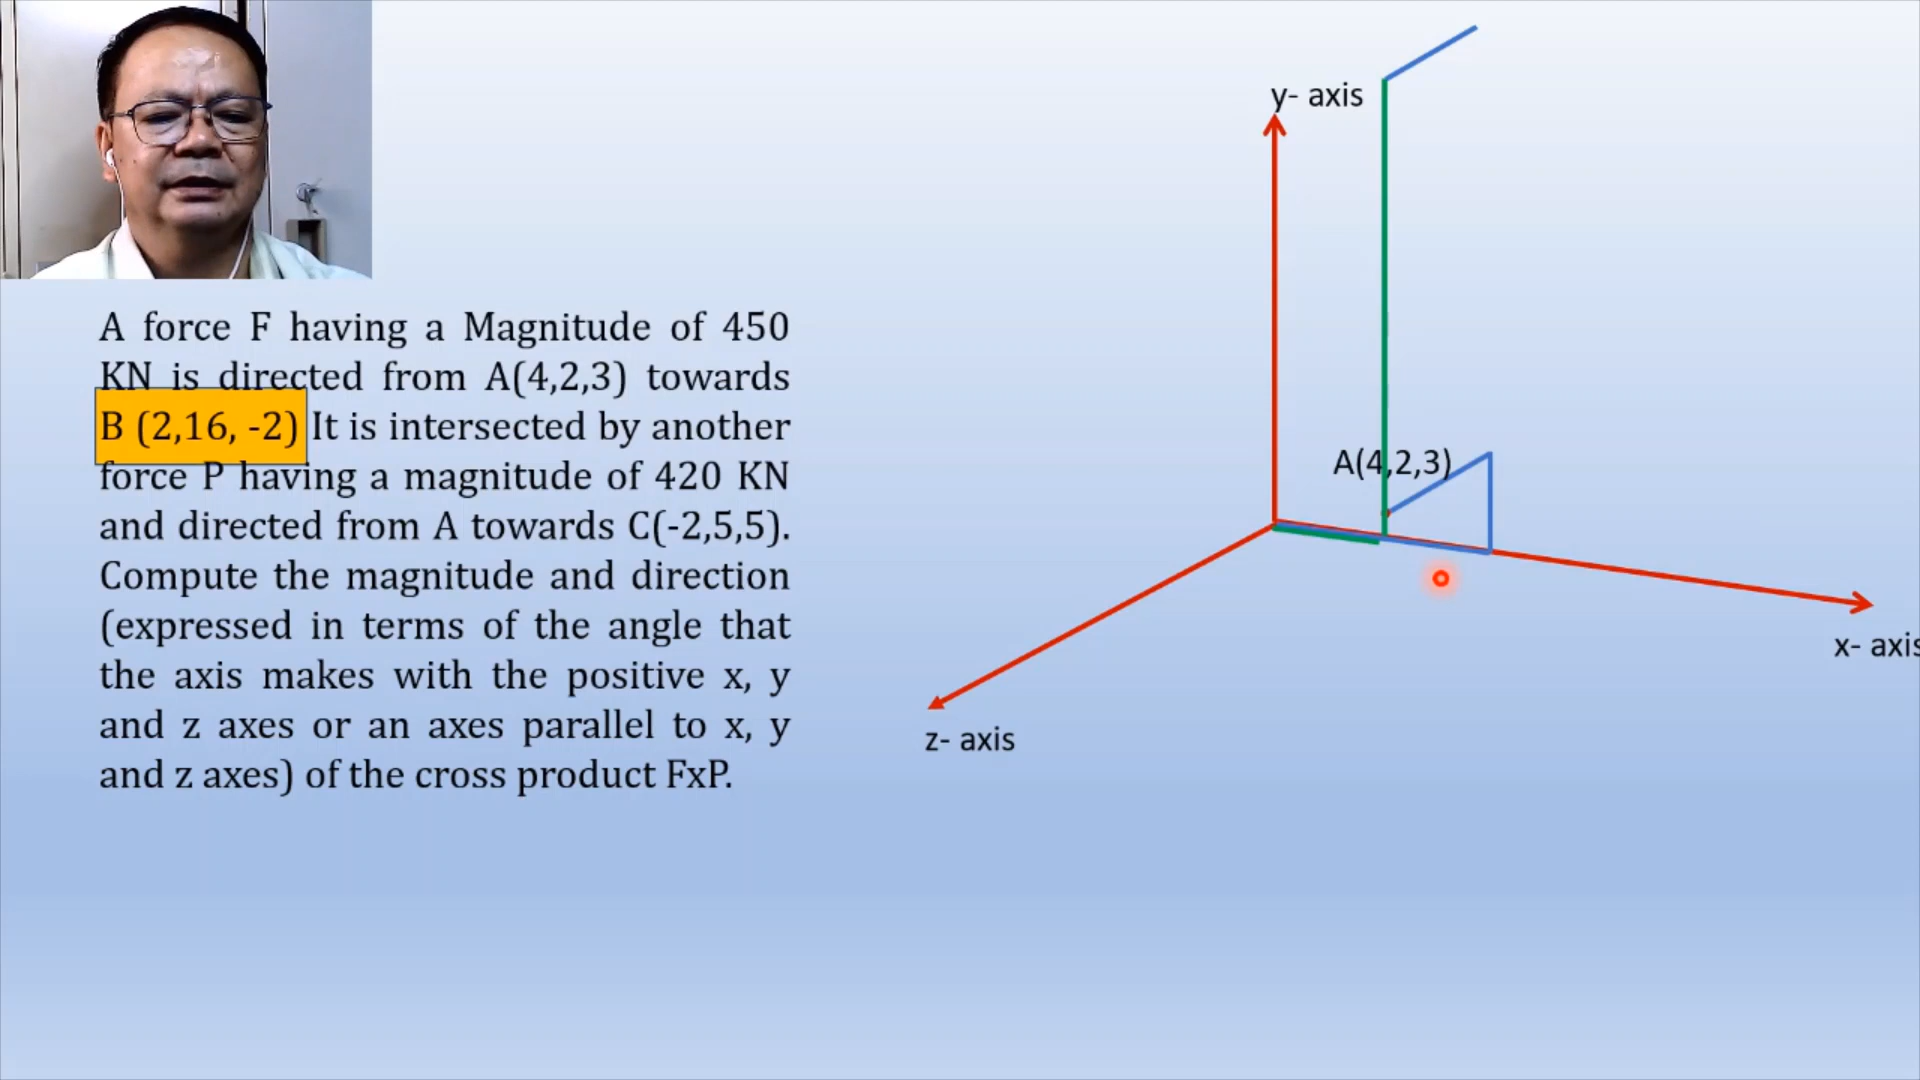 A force F having a Magnitude of 450
KN is directed from A(4,2,3) towards
B (2,16, -2) It is intersected by another
force P having a magnitude of 420 KN
and directed from A towards C(-2,5,5).
Compute the magnitude and direction
(expressed in terms of the angle that
the axis makes with the positive x, y
and z axes or an axes parallel to x, y
and z axes) of the cross product FxP.
y- axis
A(4,2,3)
x- axis
z- axis